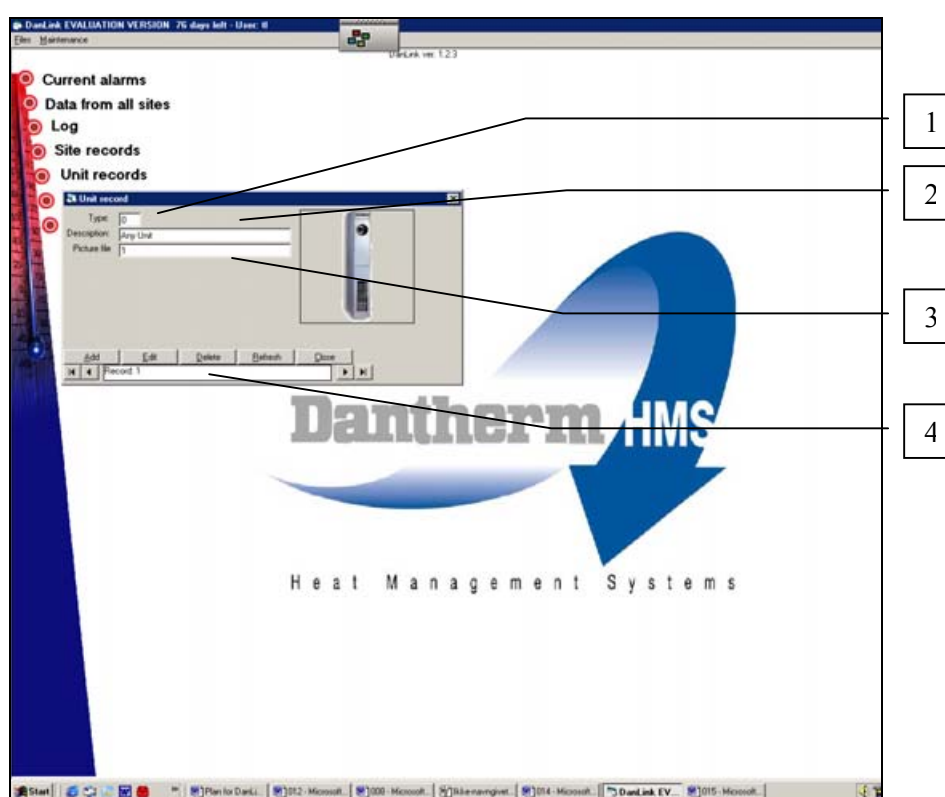 DanLink EVALUATION VERSION 76 days left - User: 0
Files Maintenance
DanLink ver. 1.2.3
Current alarms
Data from all sites
Log
Site records
Unit records
Unit record
Type: 0
Description: Any Unit
Picture file 1
Add Edit Delete Refresh Close
Record: 1
1
2
3
4
Dantherm HMS
Heat Management Systems
Start Plan for DanLi... 012 - Microsoft... 008 - Microsoft... Ikke-navngivet... 014 - Microsoft... DanLink EV... 015 - Microsoft...